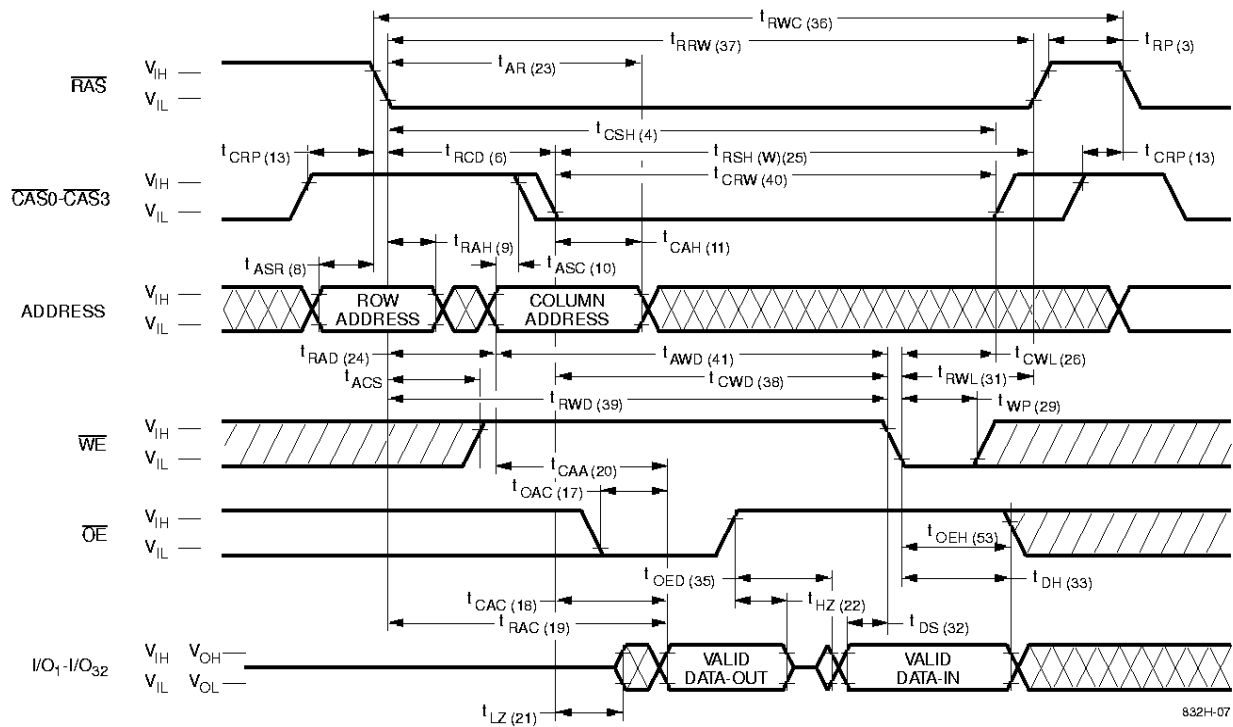 tRWC (36)
tRRW (37)
tRP (3)
tAR (23)
RAS
VIH
VIL
tCSH (4)
tCRP (13)
tRCD (6)
tRSH (W)(25)
tCRP (13)
tCRW (40)
CAS0-CAS3
VIH
VIL
tRAH (9)
tCAH (11)
tASR (8)
tASC (10)
ADDRESS
VIH
VIL
ROW
ADDRESS
COLUMN
ADDRESS
tRAD (24)
tAWD (41)
tCWL (26)
tACS
tCWD (38)
tRWL (31)
tRWD (39)
tWP (29)
WE
VIH
VIL
tCAA (20)
tOAC (17)
OE
VIH
VIL
tOEH (53)
tOED (35)
tDH (33)
tCAC (18)
tHZ (22)
tRAC (19)
tDS (32)
I/O1-I/O32
VIH VOH
VIL VOL
VALID
DATA-OUT
VALID
DATA-IN
tLZ (21)
832H-07